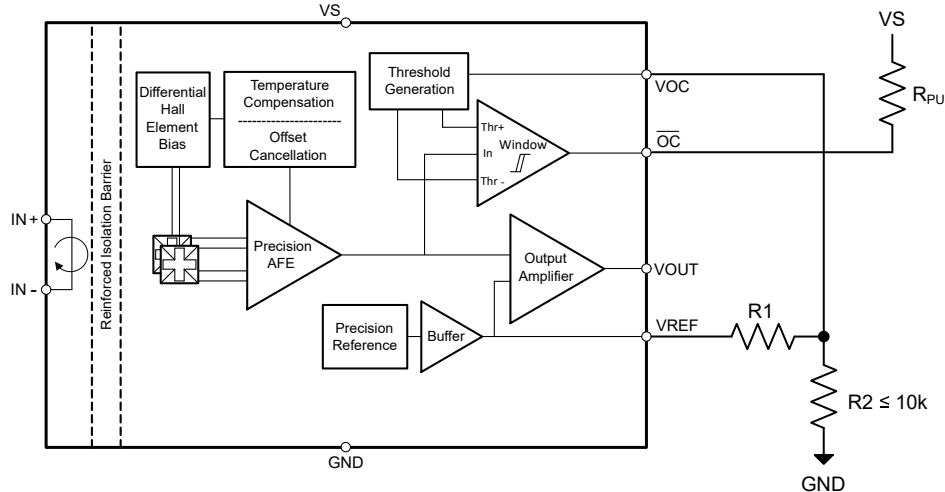 VS
VS
Differential
Hall
Element
Bias
Temperature
Compensation
Offset
Cancellation
Threshold
Generation
VOC
R_PU
Thr+
In
Window
Thr -
OC
Reinforced Isolation Barrier
IN+
IN-
Precision
AFE
Output
Amplifier
VOUT
Precision
Reference
Buffer
VREF
R1
R2 ≤ 10k
GND
GND